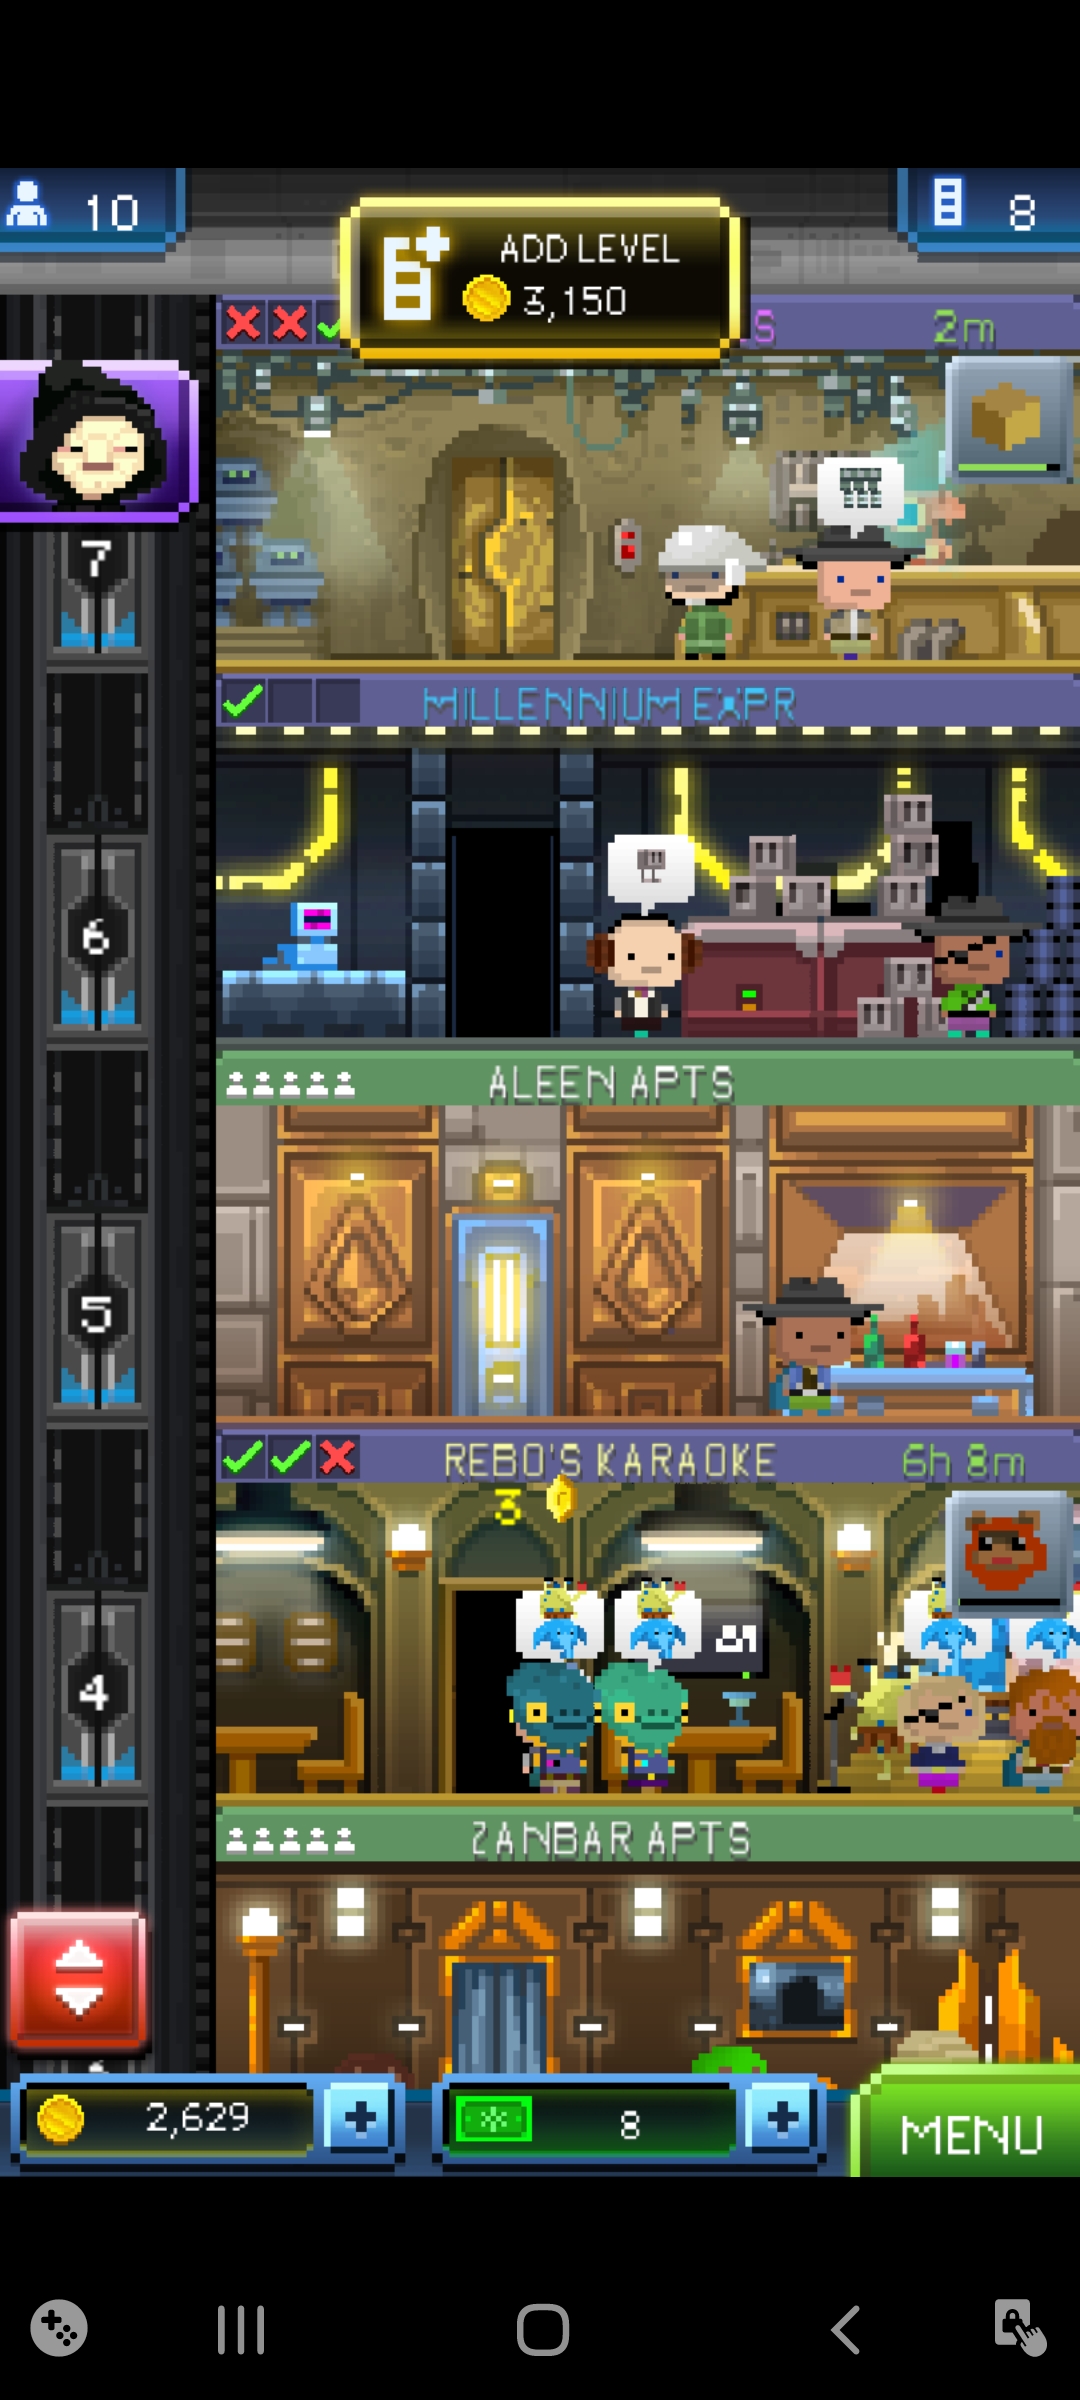 10
ADD LEVEL
3,150
8
S
2m
7
MILLENNIUM EXPR
6
ALEEN APTS
5
REBO'S KARAOKE
6h 8m
3
4
ZANBAR APTS
2,629
8
MENU